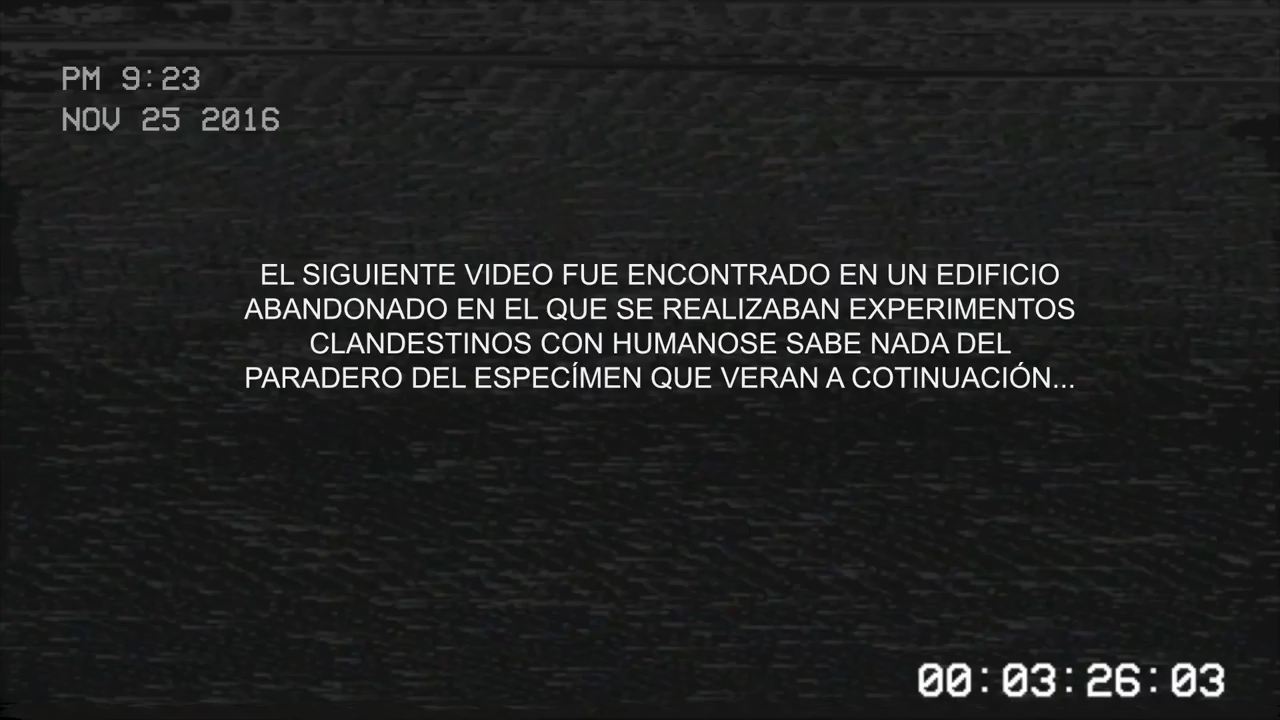 PM 9:23
NOV 25 2016
EL SIGUIENTE VIDEO FUE ENCONTRADO EN UN EDIFICIO
ABANDONADO EN EL QUE SE REALIZABAN EXPERIMENTOS
CLANDESTINOS CON HUMANOSE SABE NADA DEL
PARADERO DEL ESPECÍMEN QUE VERAN A COTINUACIÓN...
00:03:26:03